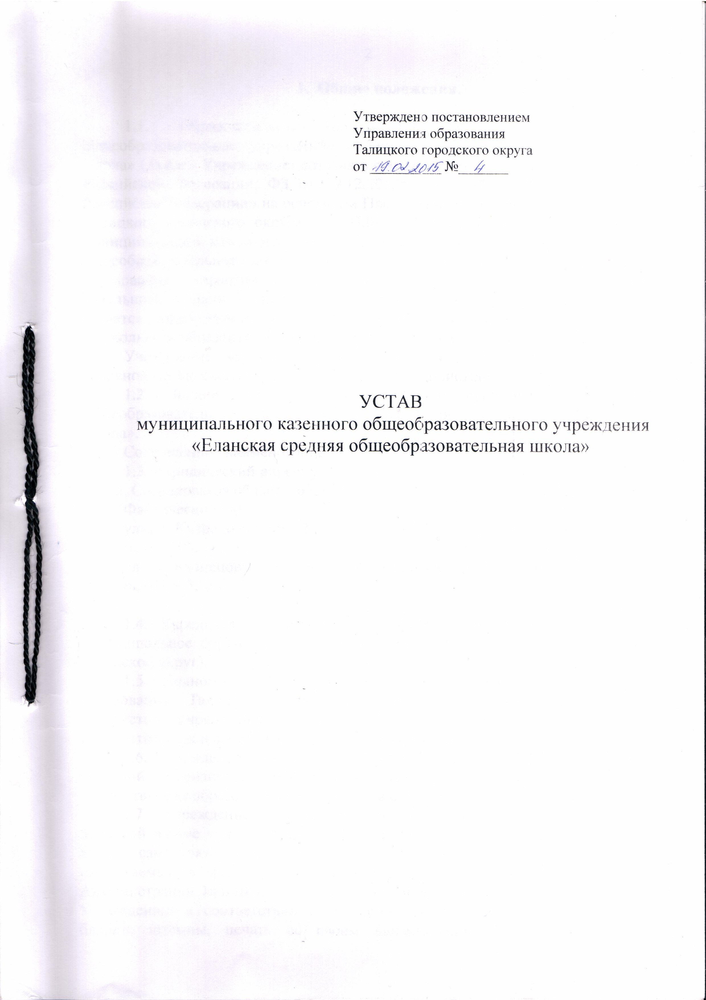 Утверждено постановлением
Управления образования
Талицкого городского округа
от 19.02.2015 № 4
УСТАВ
муниципального казенного общеобразовательного учреждения
«Еланская средняя общеобразовательная школа»